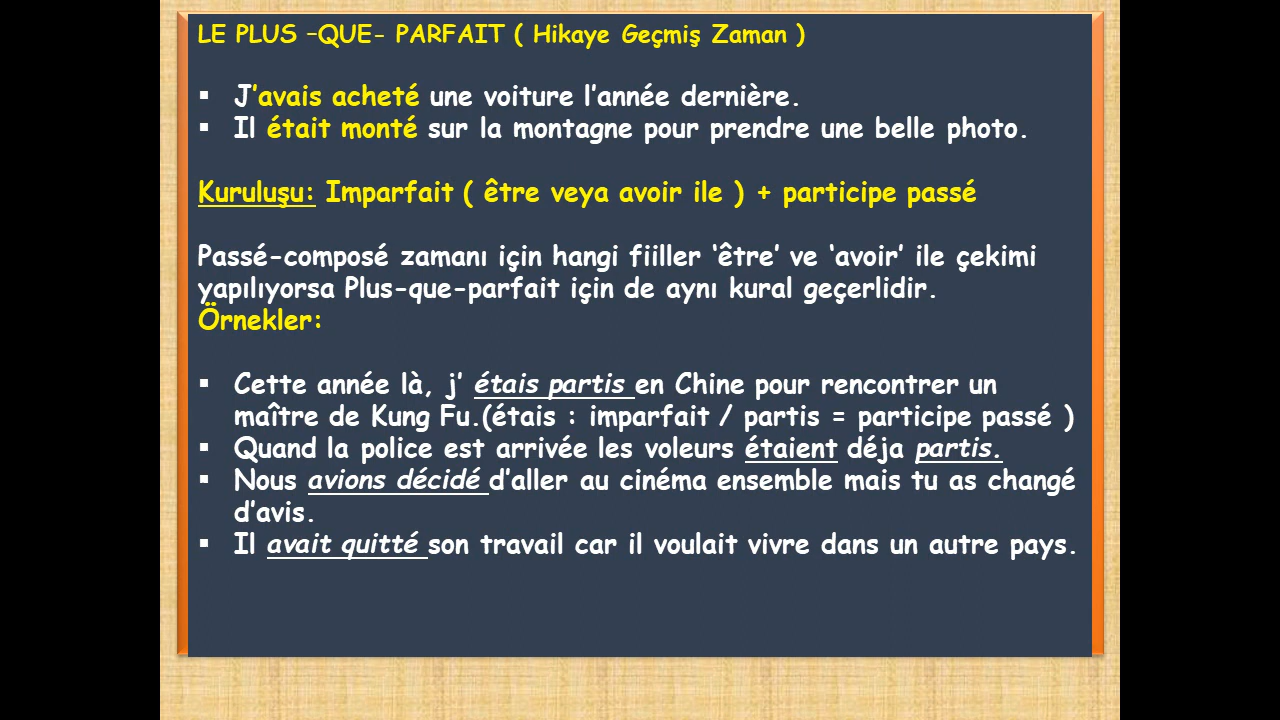 LE PLUS –QUE- PARFAIT ( Hikaye Geçmiş Zaman )
▪ J’avais acheté une voiture l’année dernière.
▪ Il était monté sur la montagne pour prendre une belle photo.
Kuruluşu: Imparfait ( être veya avoir ile ) + participe passé
Passé-composé zamanı için hangi fiiller ‘être’ ve ‘avoir’ ile çekimi
yapılıyorsa Plus-que-parfait için de aynı kural geçerlidir.
Örnekler:
▪ Cette année là, j’ étais partis en Chine pour rencontrer un
maître de Kung Fu.(étais : imparfait / partis = participe passé )
▪ Quand la police est arrivée les voleurs étaient déja partis.
▪ Nous avions décidé d’aller au cinéma ensemble mais tu as changé
d’avis.
▪ Il avait quitté son travail car il voulait vivre dans un autre pays.